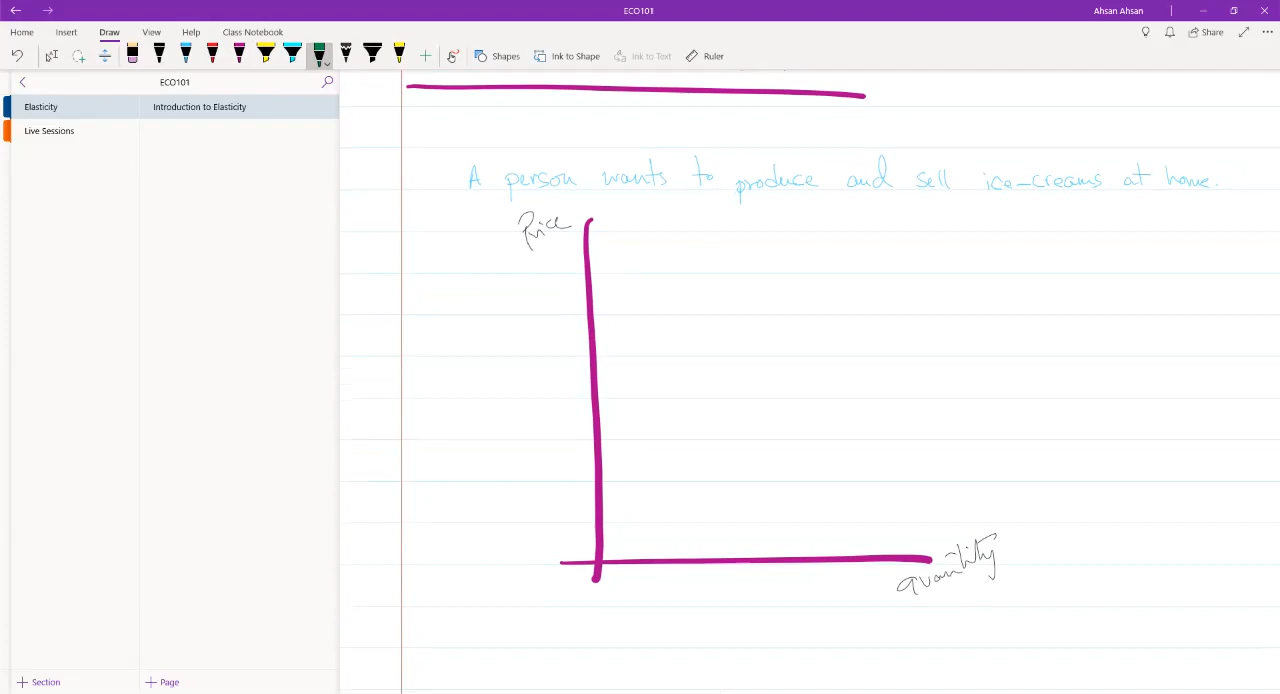 ECO101
Ahsan Ahsan
Home Insert Draw View Help Class Notebook
Share
Shapes Ink to Shape Ink to Text Ruler
ECO101
Elasticity
Introduction to Elasticity
Live Sessions
A person wants to produce and sell ice-creams at home.
Price
quantity
Section
Page